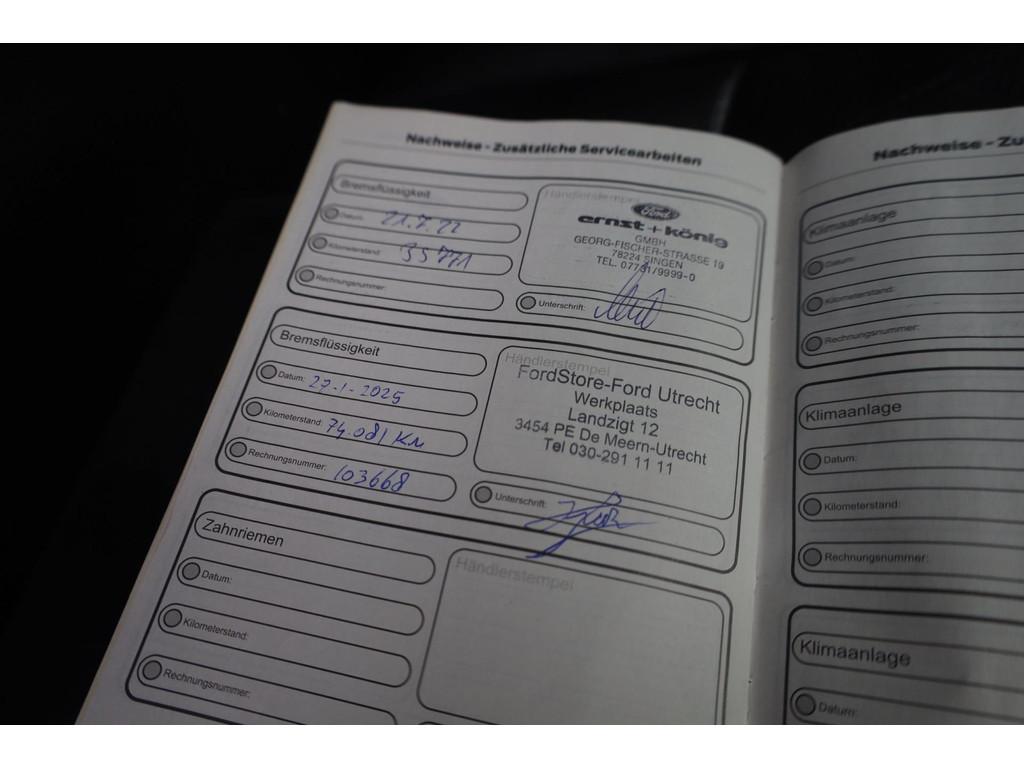 Nachweise - Zusätzliche Servicearbeiten
Bremsflüssigkeit
Datum: 21.7.22
Kilometerstand: 35771
Rechnungsnummer:
Händlerstempel
Ford
ernst + könig
GMBH
GEORG-FISCHER-STRASSE 19
78224 SINGEN
TEL. 07731/9999-0
Unterschrift:
Bremsflüssigkeit
Datum: 27-1-2025
Kilometerstand: 74.081 KM
Rechnungsnummer: 103668
Händlerstempel
FordStore-Ford Utrecht
Werkplaats
Landzigt 12
3454 PE De Meern-Utrecht
Tel 030-291 11 11
Unterschrift:
Zahnriemen
Datum:
Kilometerstand:
Rechnungsnummer:
Händlerstempel
Nachweise - Zu
Klimaanlage
Datum:
Kilometerstand:
Rechnungsnummer:
Klimaanlage
Datum:
Kilometerstand:
Rechnungsnummer:
Klimaanlage
Datum: